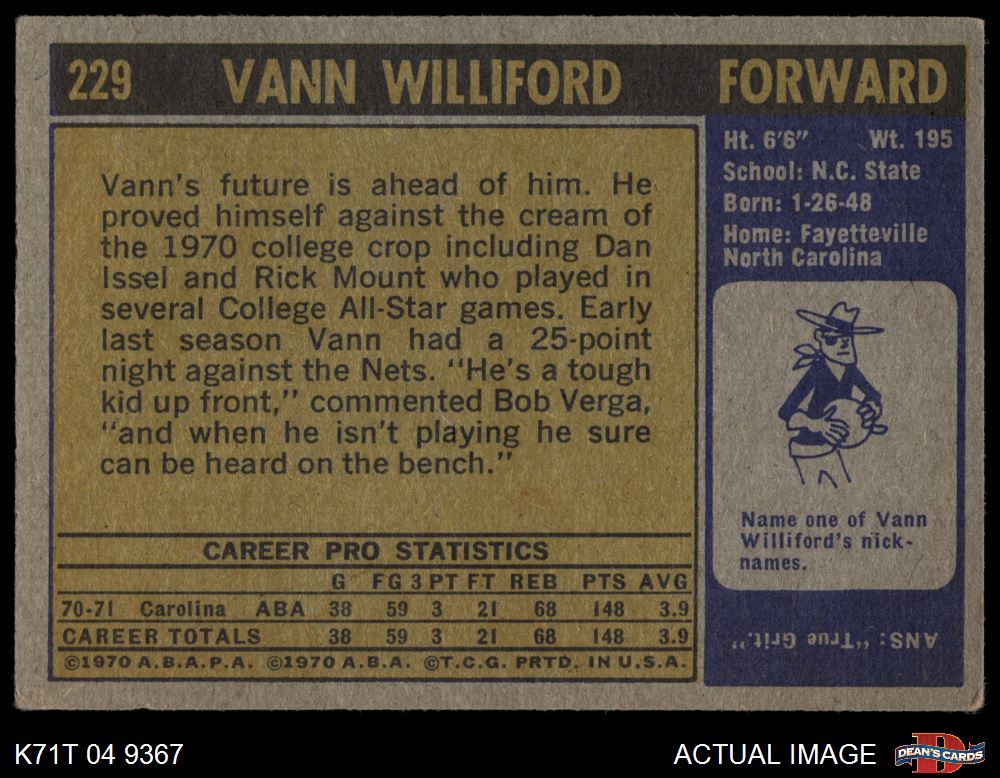 229 VANN WILLIFORD FORWARD
Vann's future is ahead of him. He
proved himself against the cream of
the 1970 college crop including Dan
Issel and Rick Mount who played in
several College All-Star games. Early
last season Vann had a 25-point
night against the Nets. "He's a tough
kid up front," commented Bob Verga,
"and when he isn't playing he sure
can be heard on the bench."
CAREER PRO STATISTICS
G FG 3PT FT REB PTS AVG
70-71 Carolina ABA 38 59 3 21 68 148 3.9
CAREER TOTALS 38 59 3 21 68 148 3.9
©1970 A.B.A.P.A. ©1970 A.B.A. ©T.C.G. PRTD. IN U.S.A.
Ht. 6'6" Wt. 195
School: N.C. State
Born: 1-26-48
Home: Fayetteville
North Carolina
Name one of Vann
Williford's nick-
names.
ANS: "True Grit."
K71T 04 9367
ACTUAL IMAGE
DEAN'S CARDS